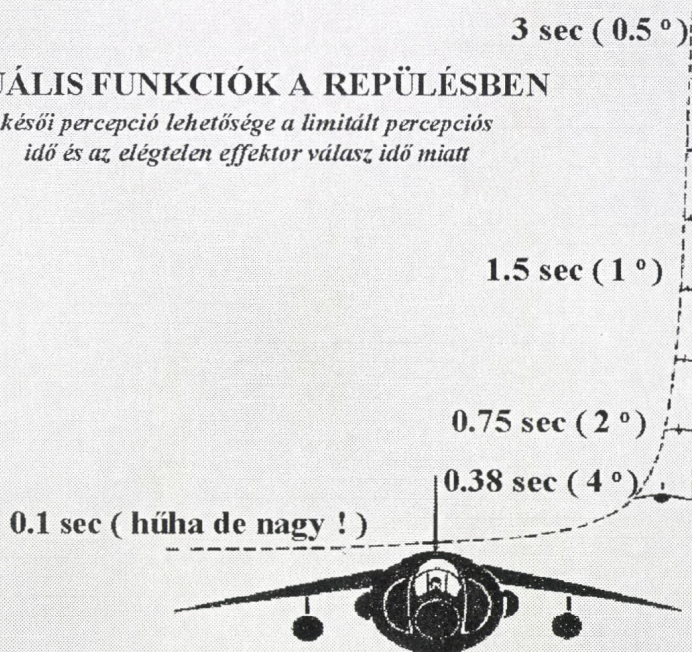 3 sec ( 0.5 º )
UÁLIS FUNKCIÓK A REPÜLÉSBEN
késői percepció lehetősége a limitált percepciós
idő és az elégtelen effektor válasz idő miatt
1.5 sec ( 1 º )
0.75 sec ( 2 º )
0.38 sec ( 4 º )
0.1 sec ( hűha de nagy ! )